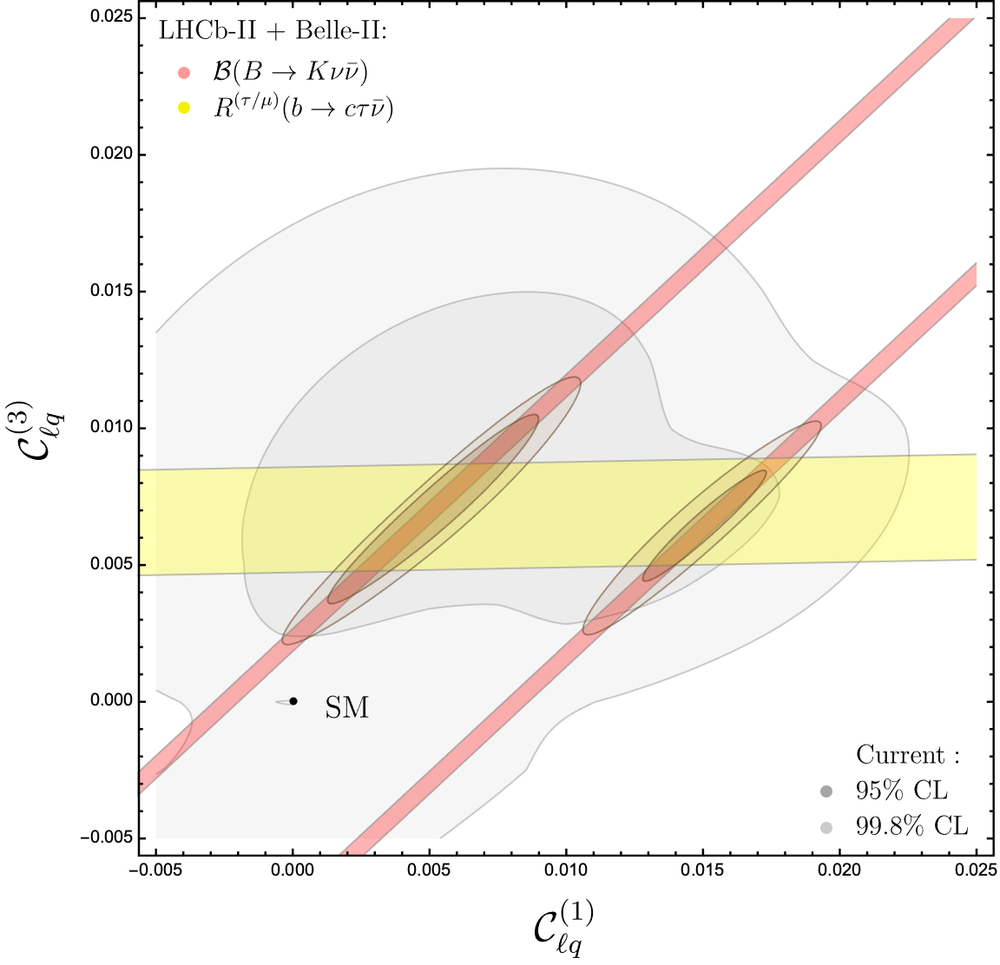 LHCb-II + Belle-II:
ℬ(B → Kνν̄)
R^(τ/μ)(b → cτν̄)
0.025
0.020
0.015
0.010
0.005
0.000
−0.005
𝒞_ℓq^(3)
SM
Current :
95% CL
99.8% CL
−0.005 0.000 0.005 0.010 0.015 0.020 0.025
𝒞_ℓq^(1)